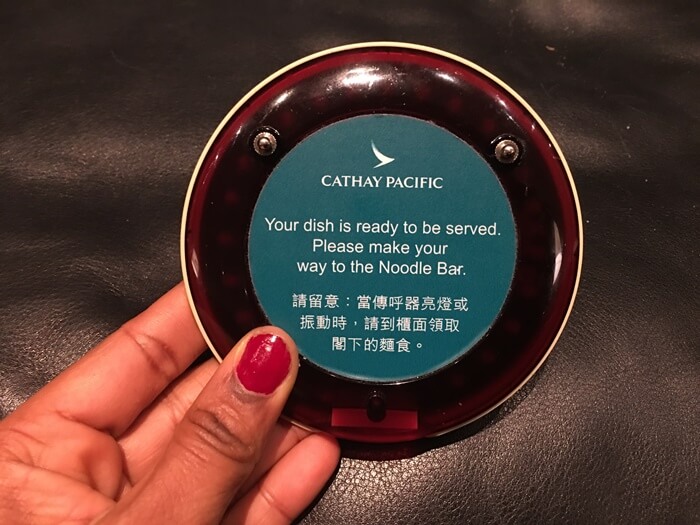 CATHAY PACIFIC
Your dish is ready to be served.
Please make your
way to the Noodle Bar.
請留意：當傳呼器亮燈或
振動時，請到櫃面領取
閣下的麵食。